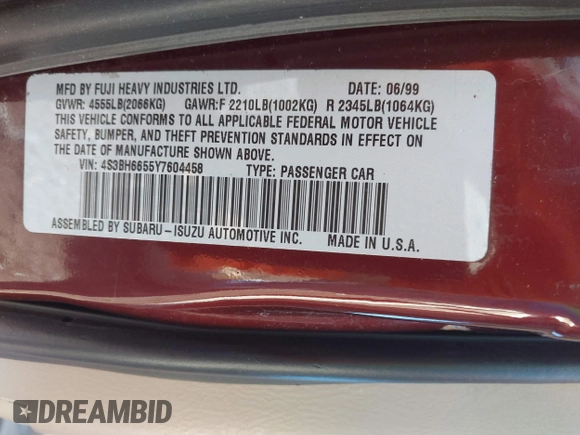 MFD BY FUJI HEAVY INDUSTRIES LTD. DATE: 06/99
GVWR: 4555LB(2066KG) GAWR:F 2210LB(1002KG) R 2345LB(1064KG)
THIS VEHICLE CONFORMS TO ALL APPLICABLE FEDERAL MOTOR VEHICLE
SAFETY, BUMPER, AND THEFT PREVENTION STANDARDS IN EFFECT ON
THE DATE OF MANUFACTURE SHOWN ABOVE.
VIN: 4S3BH6655Y7604458 TYPE: PASSENGER CAR
ASSEMBLED BY SUBARU-ISUZU AUTOMOTIVE INC. MADE IN U.S.A.
DREAMBID